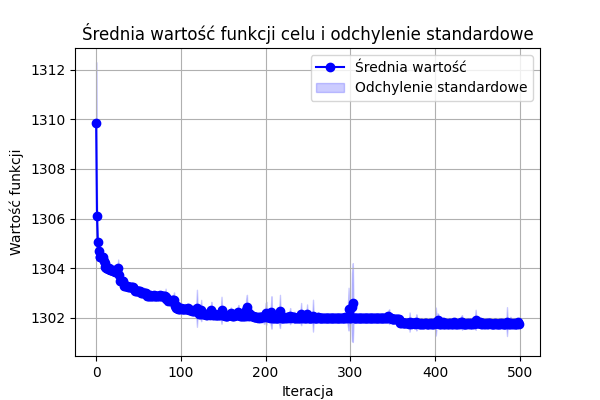 Średnia wartość funkcji celu i odchylenie standardowe
1312
1310
1308
1306
1304
1302
Wartość funkcji
Średnia wartość
Odchylenie standardowe
0 100 200 300 400 500
Iteracja